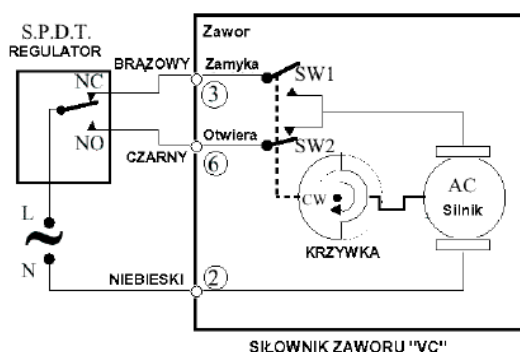 S.P.D.T.
REGULATOR
NC
NO
L
N
BRĄZOWY
CZARNY
NIEBIESKI
Zawor
Zamyka
3
SW1
Otwiera
6
SW2
CW
KRZYWKA
AC
Silnik
2
SIŁOWNIK ZAWORU "VC"